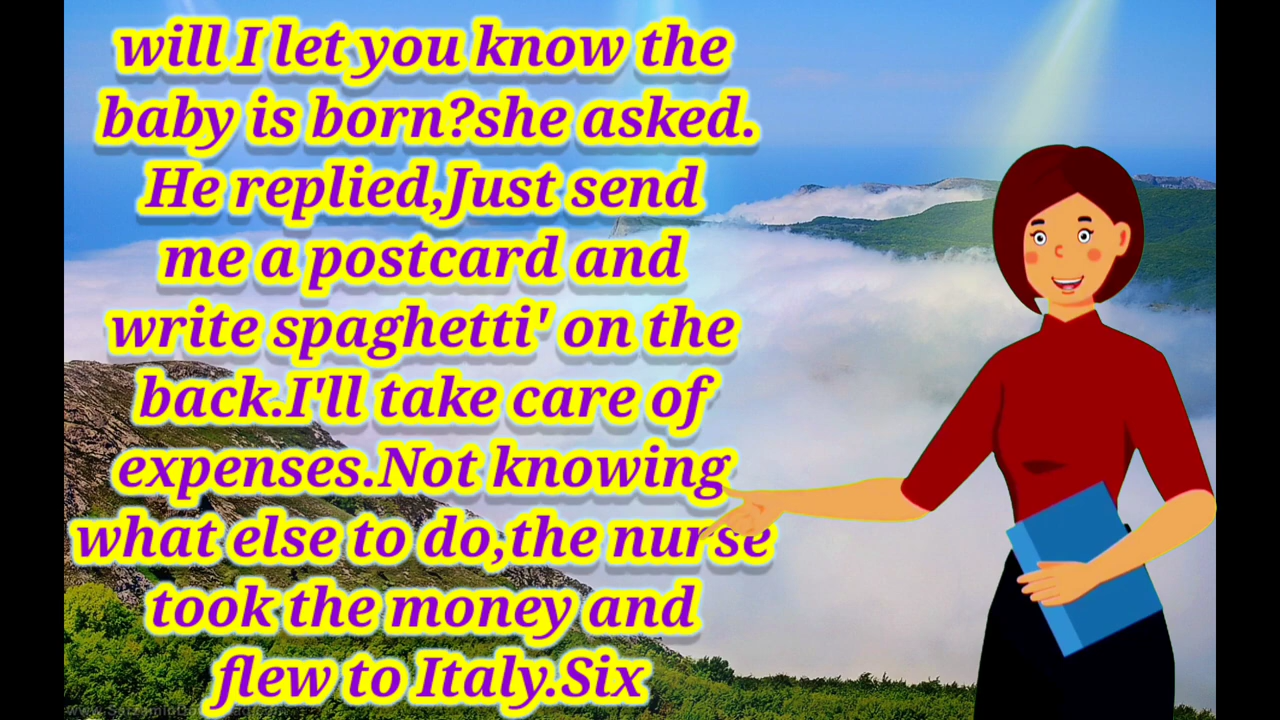 will I let you know the
baby is born?she asked.
He replied,Just send
me a postcard and
write spaghetti' on the
back.I'll take care of
expenses.Not knowing
what else to do,the nurse
took the money and
flew to Italy.Six